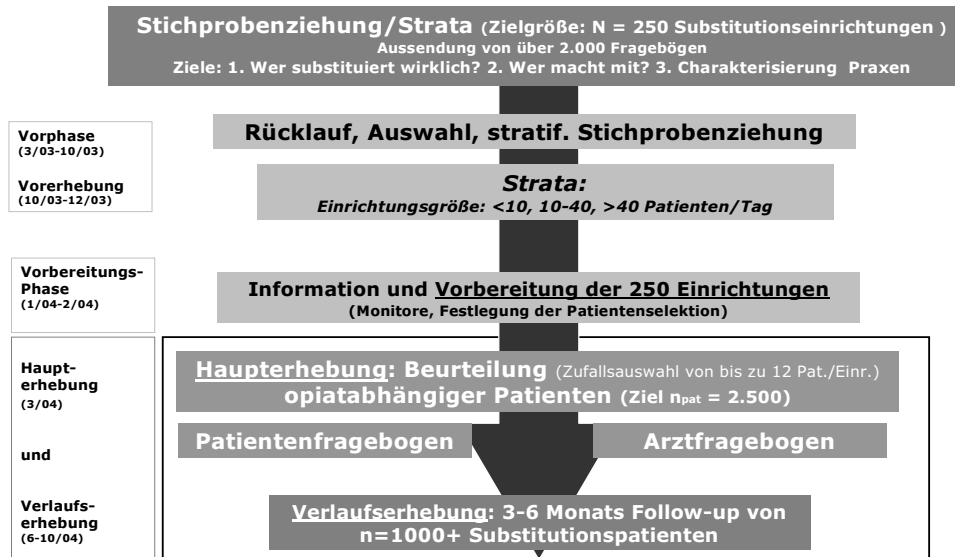 Stichprobenziehung/Strata (Zielgröße: N = 250 Substitutionseinrichtungen )
Aussendung von über 2.000 Fragebögen
Ziele: 1. Wer substituiert wirklich? 2. Wer macht mit? 3. Charakterisierung Praxen
Vorphase
(3/03-10/03)
Rücklauf, Auswahl, stratif. Stichprobenziehung
Vorerhebung
(10/03-12/03)
Strata:
Einrichtungsgröße: <10, 10-40, >40 Patienten/Tag
Vorbereitungs-
Phase
(1/04-2/04)
Information und Vorbereitung der 250 Einrichtungen
(Monitore, Festlegung der Patientenselektion)
Haupt-
erhebung
(3/04)
Haupterhebung: Beurteilung (Zufallsauswahl von bis zu 12 Pat./Einr.)
opiatabhängiger Patienten (Ziel npat = 2.500)
Patientenfragebogen
Arztfragebogen
und
Verlaufs-
erhebung
(6-10/04)
Verlaufserhebung: 3-6 Monats Follow-up von
n=1000+ Substitutionspatienten